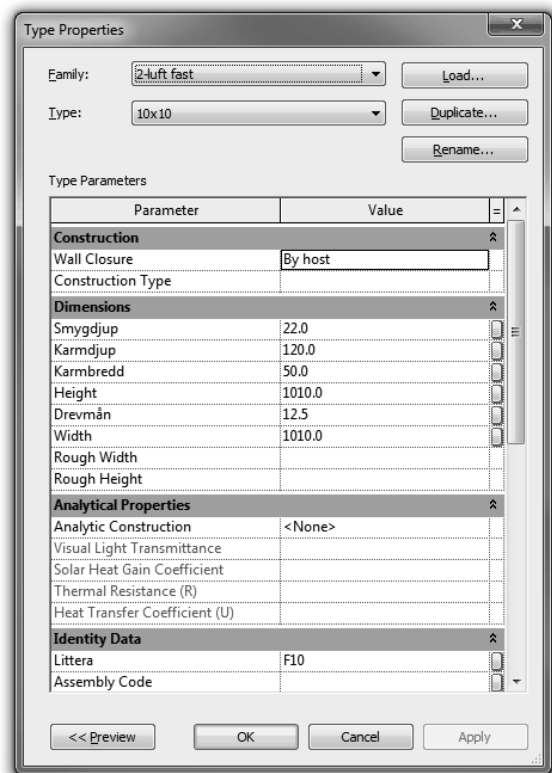 Type Properties
Family: 2-luft fast Load...
Type: 10x10 Duplicate...
Rename...
Type Parameters
Parameter Value =
Construction
Wall Closure By host
Construction Type
Dimensions
Smygdjup 22.0
Karmdjup 120.0
Karmbredd 50.0
Height 1010.0
Drevmån 12.5
Width 1010.0
Rough Width
Rough Height
Analytical Properties
Analytic Construction <None>
Visual Light Transmittance
Solar Heat Gain Coefficient
Thermal Resistance (R)
Heat Transfer Coefficient (U)
Identity Data
Littera F10
Assembly Code
<< Preview OK Cancel Apply